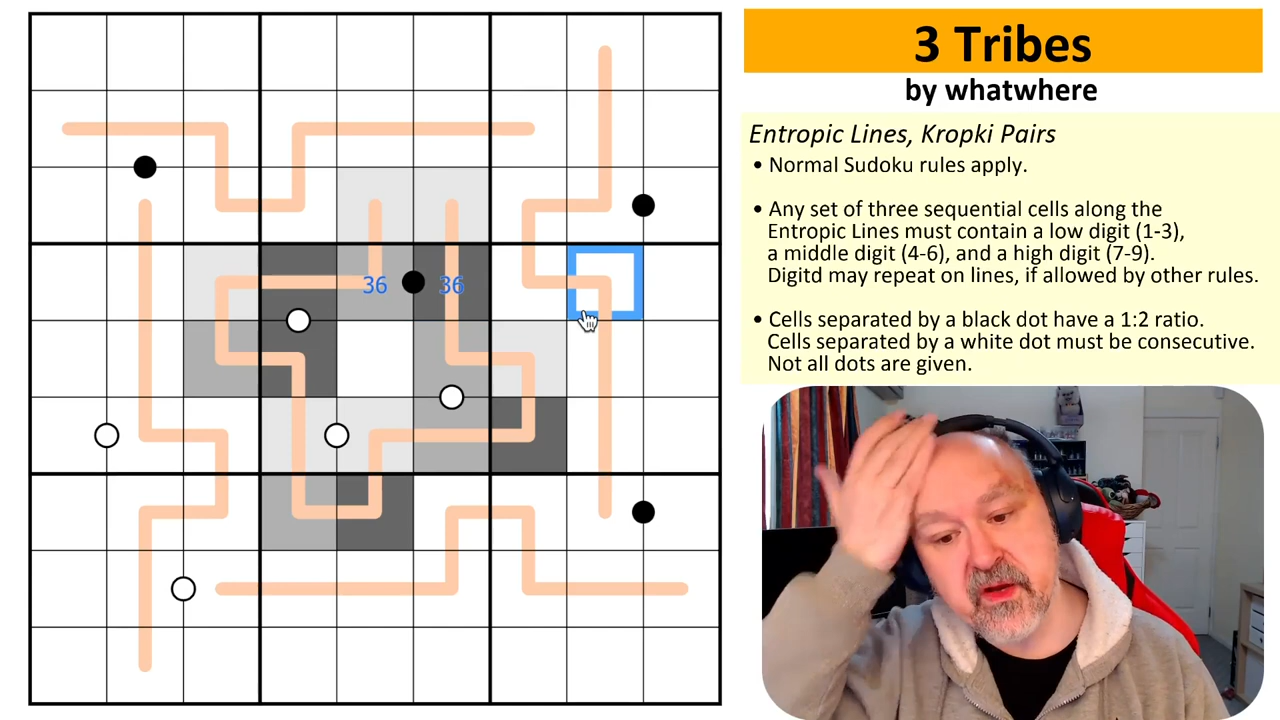 3 Tribes
by whatwhere
Entropic Lines, Kropki Pairs
• Normal Sudoku rules apply.
• Any set of three sequential cells along the
Entropic Lines must contain a low digit (1-3),
a middle digit (4-6), and a high digit (7-9).
Digitd may repeat on lines, if allowed by other rules.
• Cells separated by a black dot have a 1:2 ratio.
Cells separated by a white dot must be consecutive.
Not all dots are given.
36 36